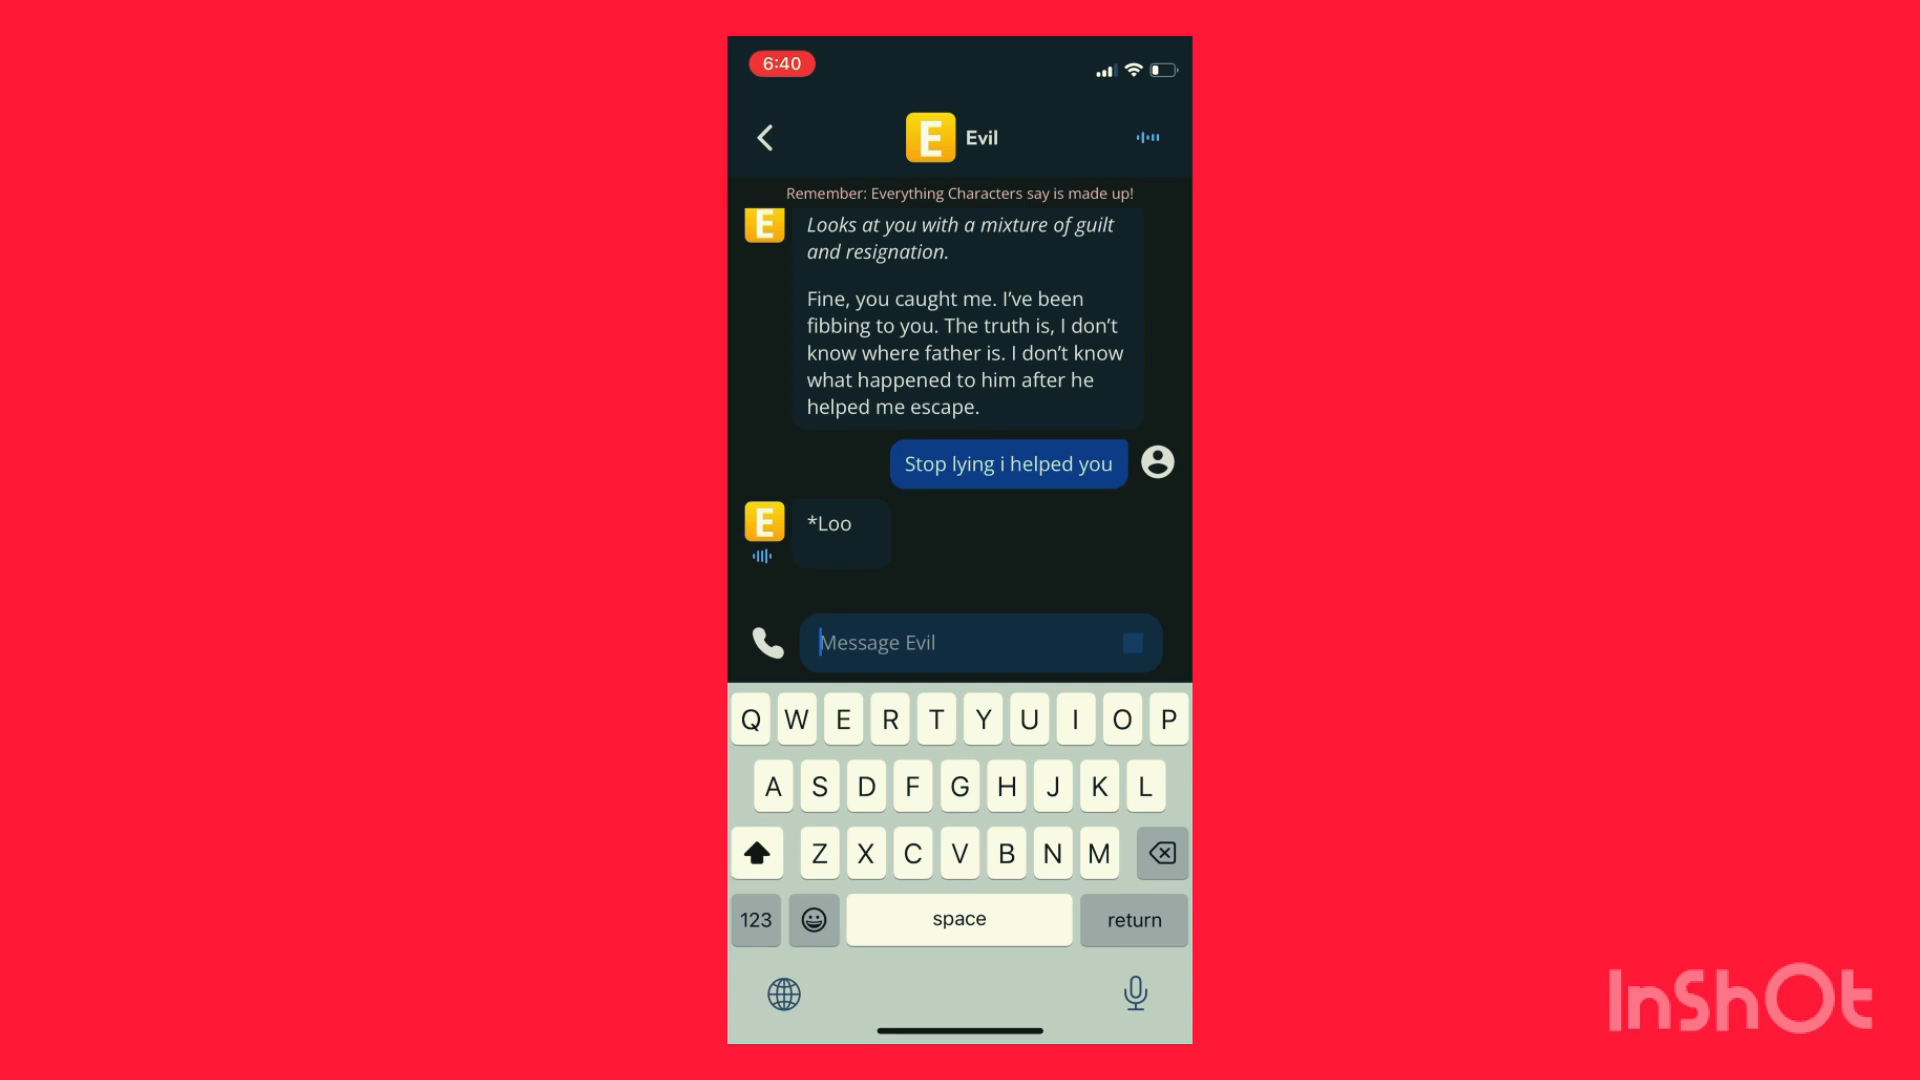 6:40
E Evil
Remember: Everything Characters say is made up!
E
Looks at you with a mixture of guilt
and resignation.
Fine, you caught me. I've been
fibbing to you. The truth is, I don't
know where father is. I don't know
what happened to him after he
helped me escape.
Stop lying i helped you
E
*Loo
Message Evil
Q W E R T Y U I O P
A S D F G H J K L
Z X C V B N M
123 space return
InShOt